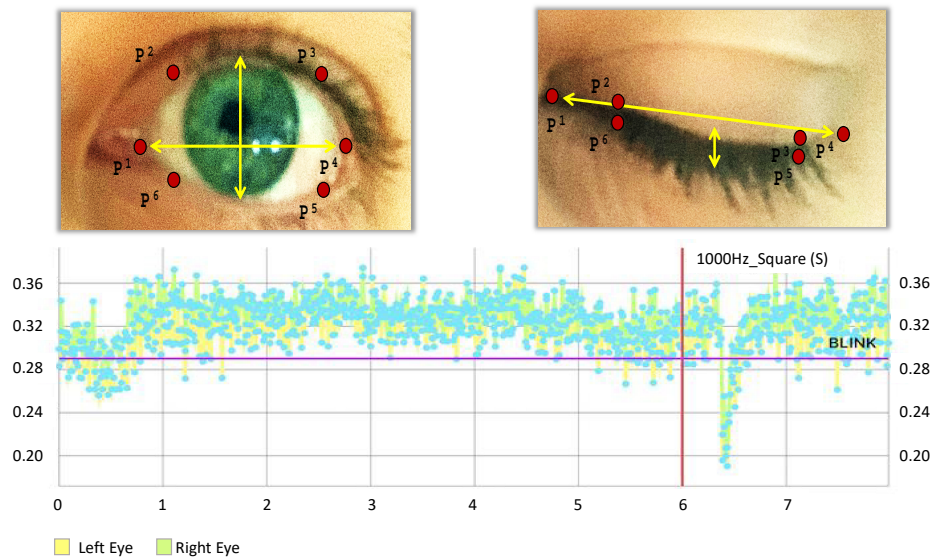 P2 P3
P1 P4
P6 P5
P2
P1 P6 P3 P4
P5
1000Hz_Square (S)
0.36 0.36
0.32 0.32
BLINK
0.28 0.28
0.24 0.24
0.20 0.20
0 1 2 3 4 5 6 7
Left Eye Right Eye